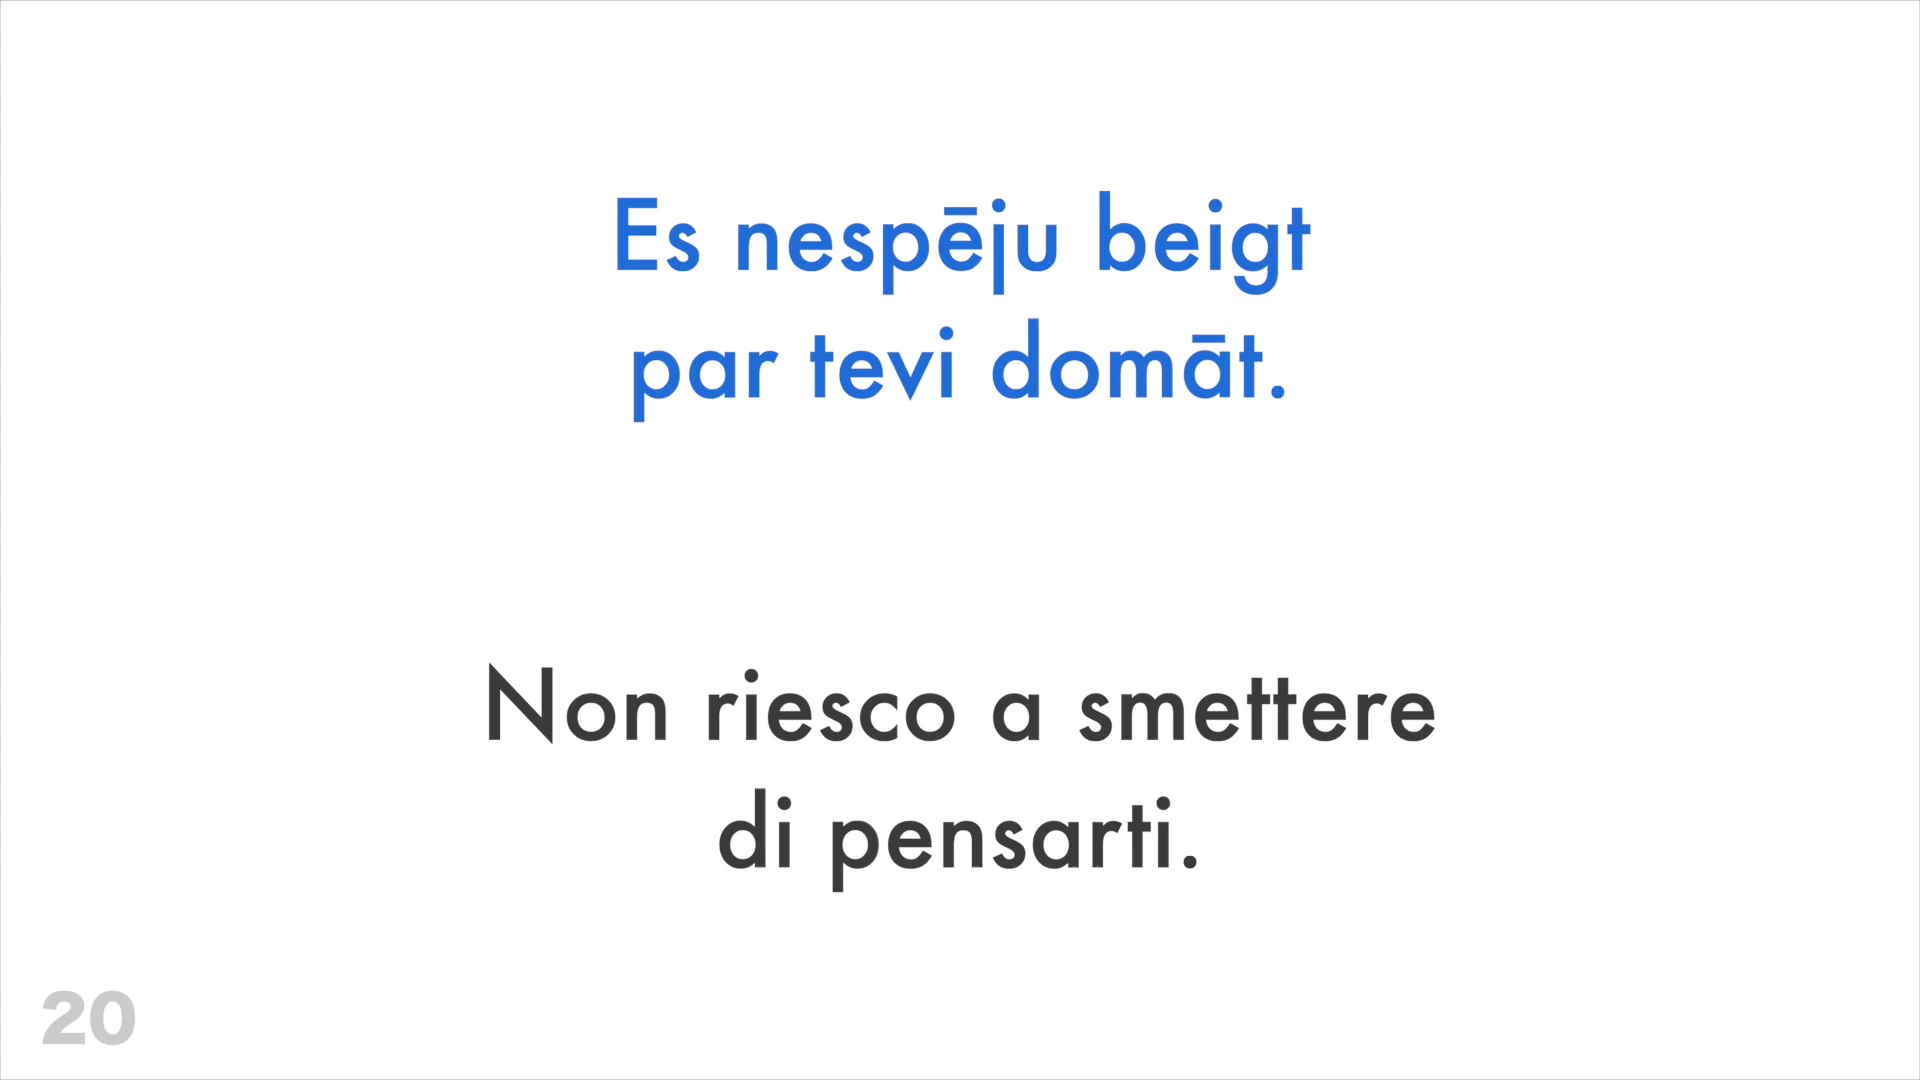 Es nespēju beigt
par tevi domāt.
Non riesco a smettere
di pensarti.
20